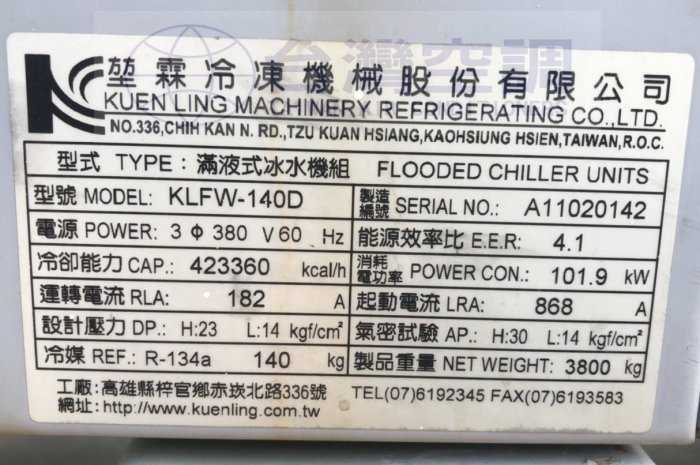 台灣空調
堃霖冷凍機械股份有限公司
KUEN LING MACHINERY REFRIGERATING CO.,LTD.
NO.336,CHIH KAN N. RD.,TZU KUAN HSIANG,KAOHSIUNG HSIEN,TAIWAN,R.O.C.
型式 TYPE: 滿液式冰水機組 FLOODED CHILLER UNITS
型號 MODEL: KLFW-140D 製造編號 SERIAL NO.: A11020142
電源 POWER: 3 Φ 380 V 60 Hz 能源效率比 E.E.R: 4.1
冷卻能力 CAP.: 423360 kcal/h 消耗電功率 POWER CON.: 101.9 kW
運轉電流 RLA: 182 A 起動電流 LRA: 868 A
設計壓力 DP.: H:23 L:14 kgf/cm² 氣密試驗 AP.: H:30 L:14 kgf/cm²
冷媒 REF.: R-134a 140 kg 製品重量 NET WEIGHT: 3800 kg
工廠:高雄縣梓官鄉赤崁北路336號 TEL(07)6192345 FAX(07)6193583
網址:http://www.kuenling.com.tw